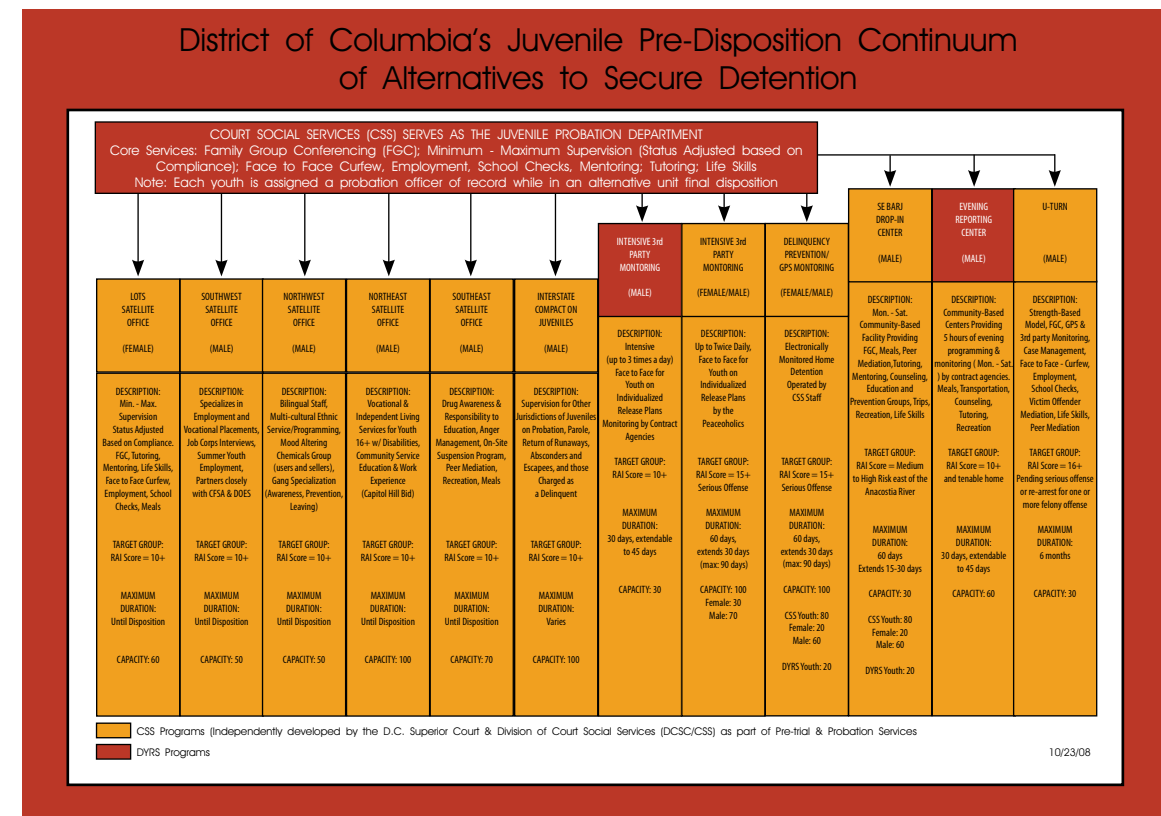 District of Columbia's Juvenile Pre-Disposition Continuum
of Alternatives to Secure Detention
COURT SOCIAL SERVICES (CSS) SERVES AS THE JUVENILE PROBATION DEPARTMENT
Core Services: Family Group Conferencing (FGC); Minimum - Maximum Supervision (Status Adjusted based on
Compliance); Face to Face Curfew, Employment, School Checks, Mentoring; Tutoring; Life Skills
Note: Each youth is assigned a probation officer of record while in an alternative unit final disposition
LOTS
SATELLITE
OFFICE
(FEMALE)
DESCRIPTION:
Min. - Max.
Supervision
Status Adjusted
Based on Compliance.
FGC, Tutoring,
Mentoring, Life Skills,
Face to Face Curfew,
Employment, School
Checks, Meals
TARGET GROUP:
RAI Score = 10+
MAXIMUM
DURATION:
Until Disposition
CAPACITY: 60
SOUTHWEST
SATELLITE
OFFICE
(MALE)
DESCRIPTION:
Specializes in
Employment and
Vocational Placements,
Job Corps Interviews,
Summer Youth
Employment,
Partners closely
with CFSA & DOES
TARGET GROUP:
RAI Score = 10+
MAXIMUM
DURATION:
Until Disposition
CAPACITY: 50
NORTHWEST
SATELLITE
OFFICE
(MALE)
DESCRIPTION:
Bilingual Staff,
Multi-cultural Ethnic
Service/Programming,
Mood Altering
Chemicals Group
(users and sellers),
Gang Specialization
(Awareness, Prevention,
Leaving)
TARGET GROUP:
RAI Score = 10+
MAXIMUM
DURATION:
Until Disposition
CAPACITY: 50
NORTHEAST
SATELLITE
OFFICE
(MALE)
DESCRIPTION:
Vocational &
Independent Living
Services for Youth
16+ w/ Disabilities,
Community Service
Education & Work
Experience
(Capitol Hill Bid)
TARGET GROUP:
RAI Score = 10+
MAXIMUM
DURATION:
Until Disposition
CAPACITY: 100
SOUTHEAST
SATELLITE
OFFICE
(MALE)
DESCRIPTION:
Drug Awareness &
Responsibility to
Education, Anger
Management, On-Site
Suspension Program,
Peer Mediation,
Recreation, Meals
TARGET GROUP:
RAI Score = 10+
MAXIMUM
DURATION:
Until Disposition
CAPACITY: 70
INTERSTATE
COMPACT ON
JUVENILES
(MALE)
DESCRIPTION:
Supervision for Other
Jurisdictions of Juveniles
on Probation, Parole,
Return of Runaways,
Absconders and
Escapees, and those
Charged as
a Delinquent
TARGET GROUP:
RAI Score = 10+
MAXIMUM
DURATION:
Varies
CAPACITY: 100
INTENSIVE 3rd
PARTY
MONTORING
(MALE)
DESCRIPTION:
Intensive
(up to 3 times a day)
Face to Face for
Youth on
Individualized
Release Plans
Monitoring by Contract
Agencies
TARGET GROUP:
RAI Score = 10+
MAXIMUM
DURATION:
30 days, extendable
to 45 days
CAPACITY: 30
INTENSIVE 3rd
PARTY
MONTORING
(FEMALE/MALE)
DESCRIPTION:
Up to Twice Daily,
Face to Face for
Youth on
Individualized
Release Plans
by the
Peaceoholics
TARGET GROUP:
RAI Score = 15+
Serious Offense
MAXIMUM
DURATION:
60 days,
extends 30 days
(max: 90 days)
CAPACITY: 100
Female: 30
Male: 70
DELINQUENCY
PREVENTION/
GPS MONTORING
(FEMALE/MALE)
DESCRIPTION:
Electronically
Monitored Home
Detention
Operated by
CSS Staff
TARGET GROUP:
RAI Score = 15+
Serious Offense
MAXIMUM
DURATION:
60 days,
extends 30 days
(max: 90 days)
CAPACITY: 100
CSS Youth: 80
Female: 20
Male: 60
DYRS Youth: 20
SE BARJ
DROP-IN
CENTER
(MALE)
DESCRIPTION:
Mon. - Sat.
Community-Based
Facility Providing
FGC, Meals, Peer
Mediation,Tutoring,
Mentoring, Counseling,
Education and
Prevention Groups, Trips,
Recreation, Life Skills
TARGET GROUP:
RAI Score = Medium
to High Risk east of the
Anacostia River
MAXIMUM
DURATION:
60 days
Extends 15-30 days
CAPACITY: 30
CSS Youth: 80
Female: 20
Male: 60
DYRS Youth: 20
EVENING
REPORTING
CENTER
(MALE)
DESCRIPTION:
Community-Based
Centers Providing
5 hours of evening
programming &
monitoring ( Mon. - Sat.
) by contract agencies.
Meals, Transportation,
Counseling,
Tutoring,
Recreation
TARGET GROUP:
RAI Score = 10+
and tenable home
MAXIMUM
DURATION:
30 days, extendable
to 45 days
CAPACITY: 60
U-TURN
(MALE)
DESCRIPTION:
Strength-Based
Model, FGC, GPS &
3rd party Monitoring,
Case Management,
Face to Face - Curfew,
Employment,
School Checks,
Victim Offender
Mediation, Life Skills,
Peer Mediation
TARGET GROUP:
RAI Score = 16+
Pending serious offense
or re-arrest for one or
more felony offense
MAXIMUM
DURATION:
6 months
CAPACITY: 30
CSS Programs (Independently developed by the D.C. Superior Court & Division of Court Social Services (DCSC/CSS) as part of Pre-trial & Probation Services
DYRS Programs
10/23/08